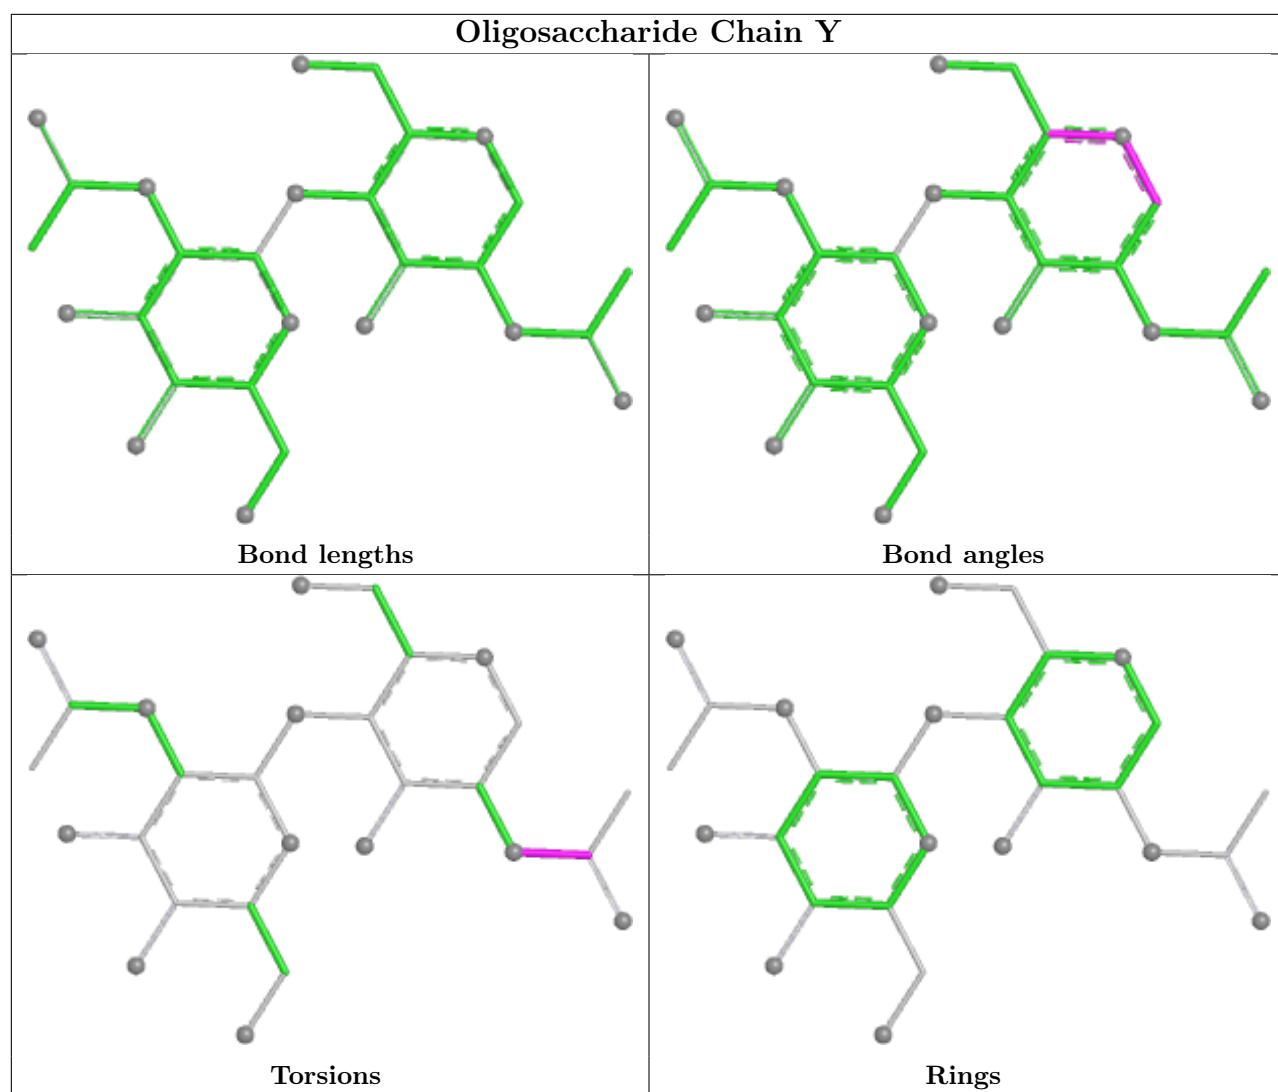 Oligosaccharide Chain Y
Bond lengths
Bond angles
Torsions
Rings